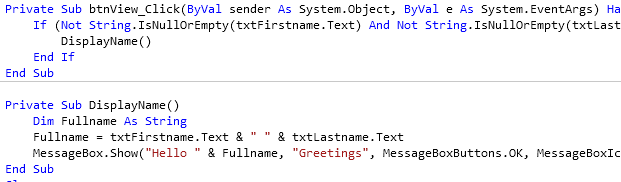 Private Sub btnView_Click(ByVal sender As System.Object, ByVal e As System.EventArgs) Ha
If (Not String.IsNullOrEmpty(txtFirstname.Text) And Not String.IsNullOrEmpty(txtLast
DisplayName()
End If
End Sub
Private Sub DisplayName()
Dim Fullname As String
Fullname = txtFirstname.Text & " " & txtLastname.Text
MessageBox.Show("Hello " & Fullname, "Greetings", MessageBoxButtons.OK, MessageBoxIc
End Sub